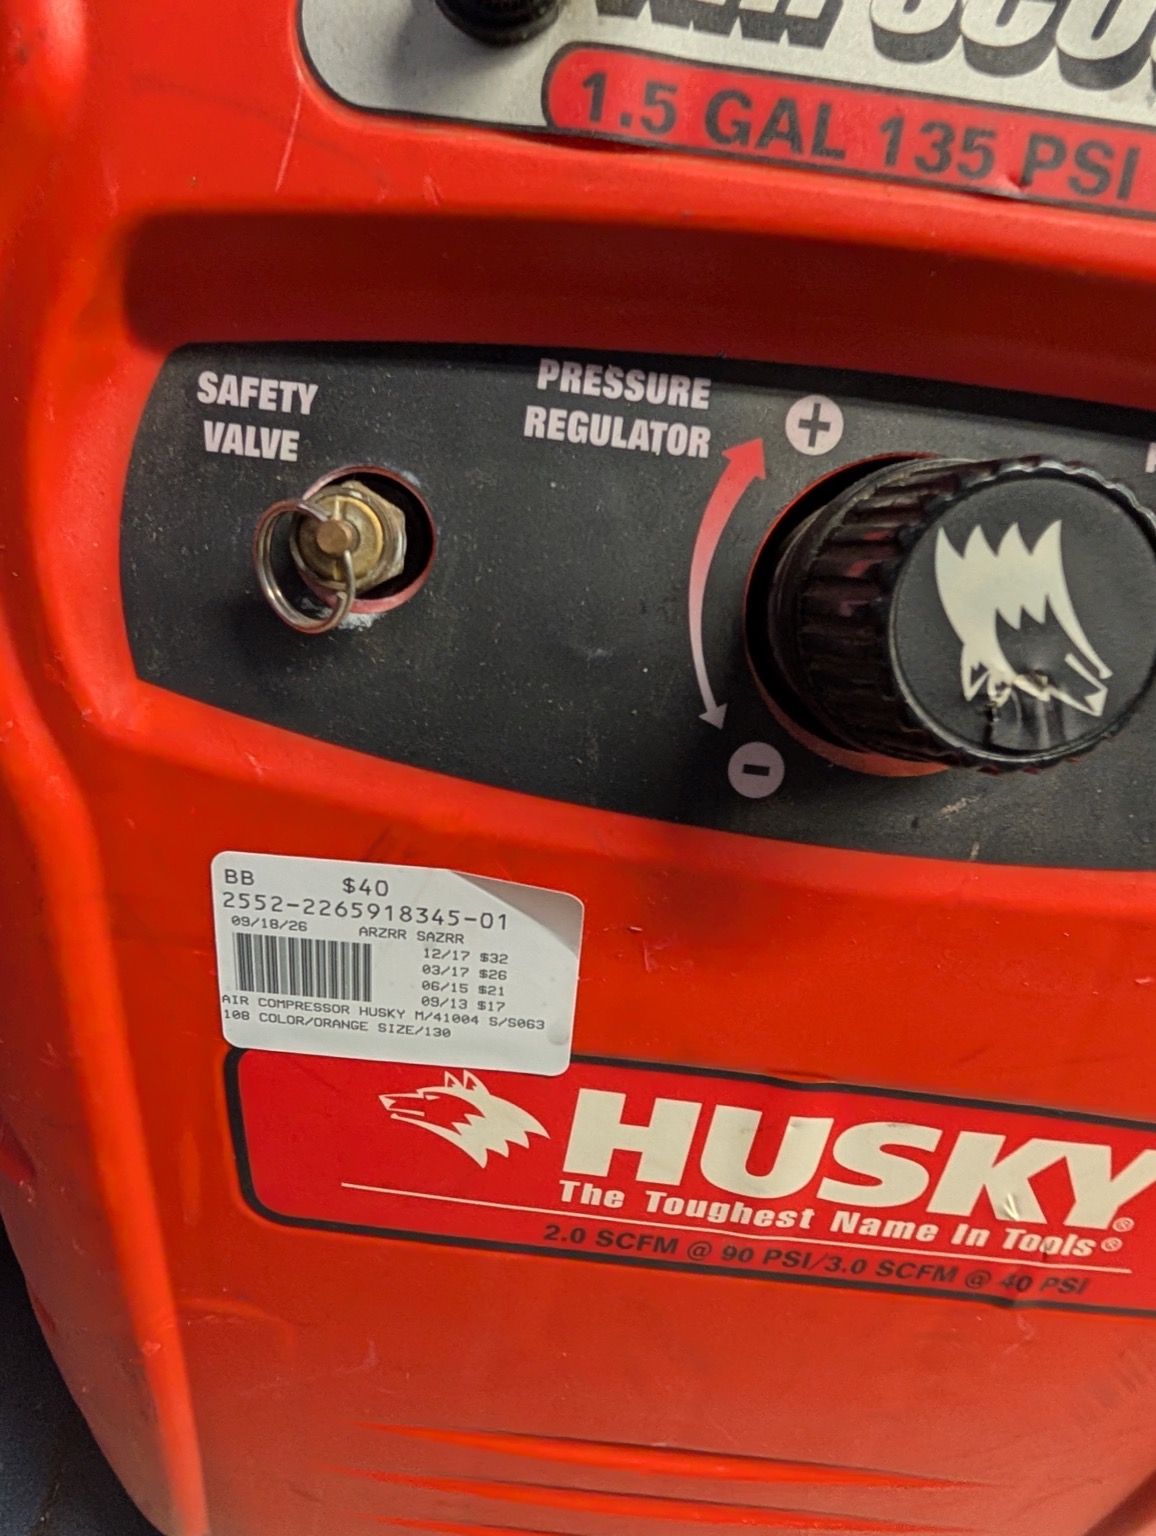 1.5 GAL 135 PSI
SAFETY
VALVE
PRESSURE
REGULATOR
+
-
BB $40
2552-2265918345-01
09/18/26 ARZRR SAZRR
12/17 $32
03/17 $26
06/15 $21
09/13 $17
AIR COMPRESSOR HUSKY M/41004 S/S063
108 COLOR/ORANGE SIZE/130
HUSKY®
The Toughest Name In Tools®
2.0 SCFM @ 90 PSI/3.0 SCFM @ 40 PSI